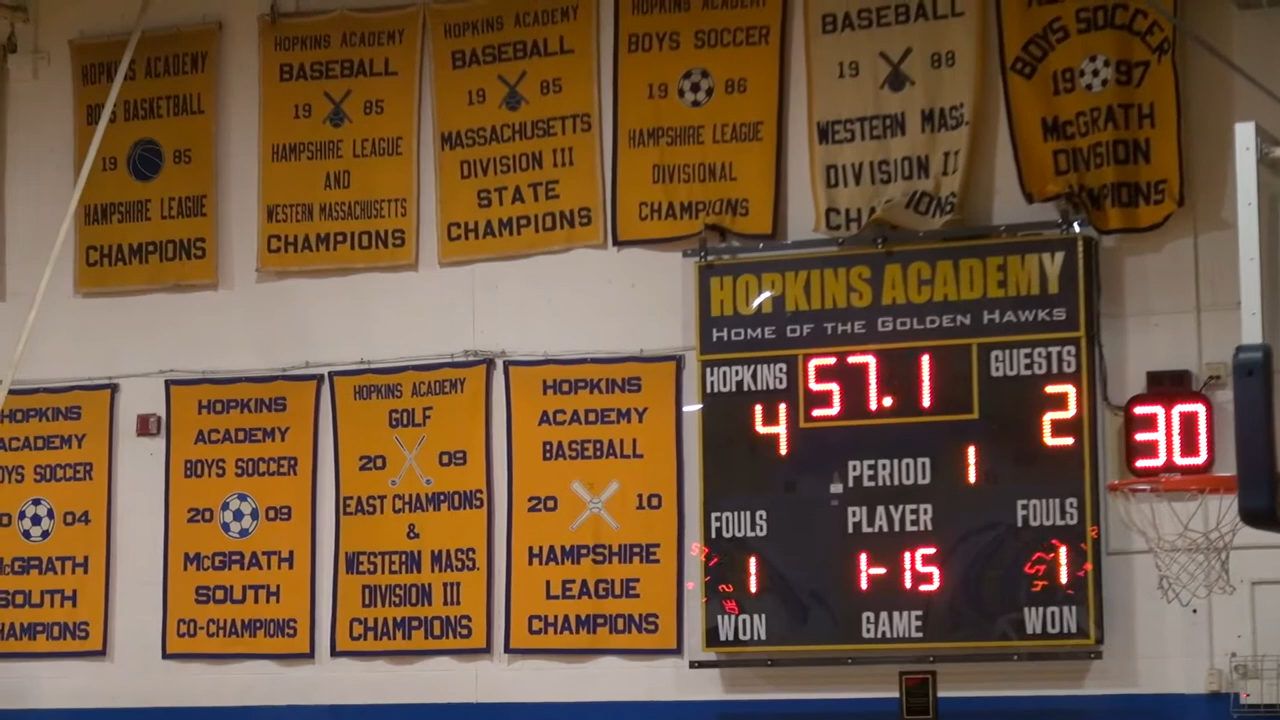 HOPKINS ACADEMY
BOYS BASKETBALL
19 85
HAMPSHIRE LEAGUE
CHAMPIONS
HOPKINS ACADEMY
BASEBALL
19 85
HAMPSHIRE LEAGUE
AND
WESTERN MASSACHUSETTS
CHAMPIONS
HOPKINS ACADEMY
BASEBALL
19 85
MASSACHUSETTS
DIVISION III
STATE
CHAMPIONS
HOPKINS ACADEMY
BOYS SOCCER
19 86
HAMPSHIRE LEAGUE
DIVISIONAL
CHAMPIONS
BASEBALL
19 88
WESTERN MASS.
DIVISION II
CHAMPIONS
BOYS SOCCER
19 97
McGRATH
DIVISION
CHAMPIONS
HOPKINS
ACADEMY
BOYS SOCCER
04
McGRATH
SOUTH
CHAMPIONS
HOPKINS
ACADEMY
BOYS SOCCER
20 09
McGRATH
SOUTH
CO-CHAMPIONS
HOPKINS ACADEMY
GOLF
20 09
EAST CHAMPIONS
&
WESTERN MASS.
DIVISION III
CHAMPIONS
HOPKINS
ACADEMY
BASEBALL
20 10
HAMPSHIRE
LEAGUE
CHAMPIONS
HOPKINS ACADEMY
HOME OF THE GOLDEN HAWKS
HOPKINS 57.1 GUESTS
4 2
PERIOD 1
FOULS PLAYER FOULS
1 1-15 1
WON GAME WON
30